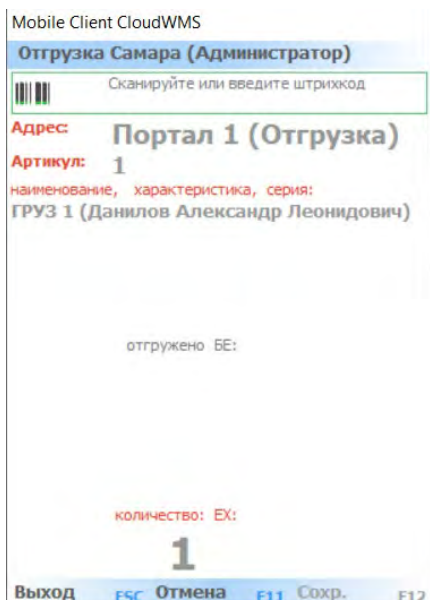 Mobile Client CloudWMS
Отгрузка Самара (Администратор)
Сканируйте или введите штрихкод
Адрес: Портал 1 (Отгрузка)
Артикул: 1
наименование, характеристика, серия:
ГРУЗ 1 (Данилов Александр Леонидович)
отгружено БЕ:
количество: ЕХ:
1
Выход ESC Отмена F11 Сохр. F12